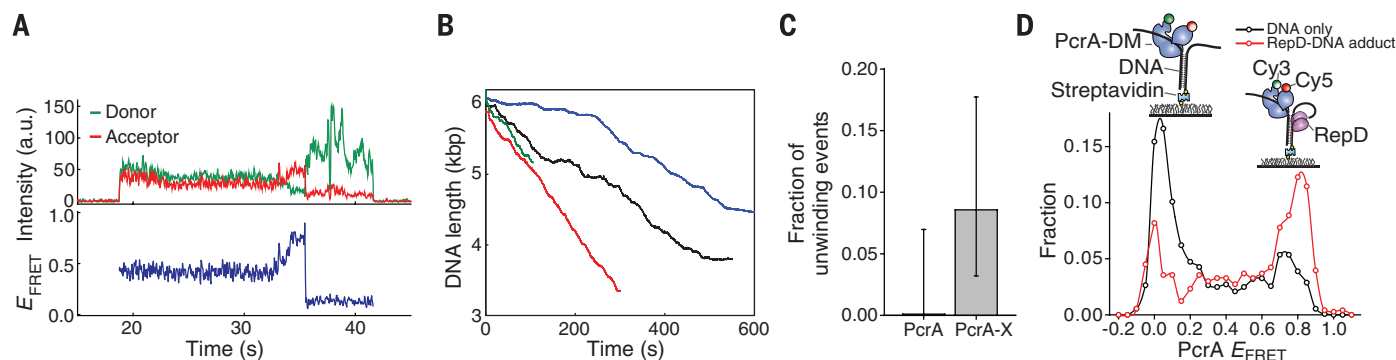 A
Intensity (a.u.)
150
100
50
0
Donor
Acceptor
E_FRET
1.0
0.5
0.0
20
30
40
Time (s)
B
DNA length (kbp)
6
5
4
3
0
200
400
600
Time (s)
C
Fraction of
unwinding events
0.20
0.15
0.10
0.05
0.00
PcrA
PcrA-X
D
DNA only
RepD-DNA adduct
PcrA-DM
DNA
Streptavidin
Cy3
Cy5
RepD
Fraction
0.15
0.10
0.05
0.00
-0.2
0.0
0.2
0.4
0.6
0.8
1.0
PcrA E_FRET